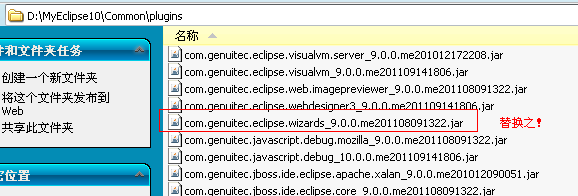 D:\MyEclipse10\Common\plugins
件和文件夹任务
创建一个新文件夹
将这个文件夹发布到
Web
共享此文件夹
它位置
名称
com.genuitec.eclipse.visualvm.server_9.0.0.me201012172208.jar
com.genuitec.eclipse.visualvm_9.0.0.me201109141806.jar
com.genuitec.eclipse.web.imagepreviewer_9.0.0.me201108091322.jar
com.genuitec.eclipse.webdesigner3_9.0.0.me201109141806.jar
com.genuitec.eclipse.wizards_9.0.0.me201108091322.jar
替换之!
com.genuitec.javascript.debug.mozilla_9.0.0.me201108091322.jar
com.genuitec.javascript.debug_10.0.0.me201109141806.jar
com.genuitec.jboss.ide.eclipse.apache.xalan_9.0.0.me201012090051.jar
com.genuitec.jboss.ide.eclipse.core_9.0.0.me201108091322.jar